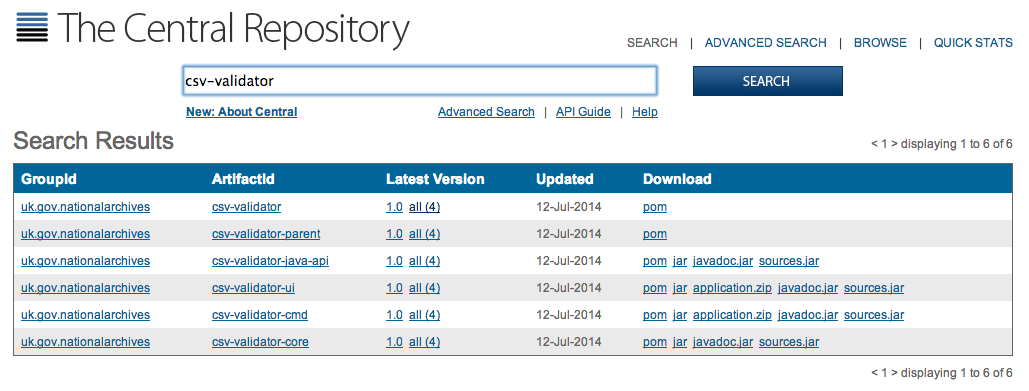 The Central Repository
SEARCH | ADVANCED SEARCH | BROWSE | QUICK STATS
csv-validator SEARCH
New: About Central Advanced Search | API Guide | Help
Search Results < 1 > displaying 1 to 6 of 6
GroupId ArtifactId Latest Version Updated Download
uk.gov.nationalarchives csv-validator 1.0 all (4) 12-Jul-2014 pom
uk.gov.nationalarchives csv-validator-parent 1.0 all (4) 12-Jul-2014 pom
uk.gov.nationalarchives csv-validator-java-api 1.0 all (4) 12-Jul-2014 pom jar javadoc.jar sources.jar
uk.gov.nationalarchives csv-validator-ui 1.0 all (4) 12-Jul-2014 pom jar application.zip javadoc.jar sources.jar
uk.gov.nationalarchives csv-validator-cmd 1.0 all (4) 12-Jul-2014 pom jar application.zip javadoc.jar sources.jar
uk.gov.nationalarchives csv-validator-core 1.0 all (4) 12-Jul-2014 pom jar javadoc.jar sources.jar
< 1 > displaying 1 to 6 of 6